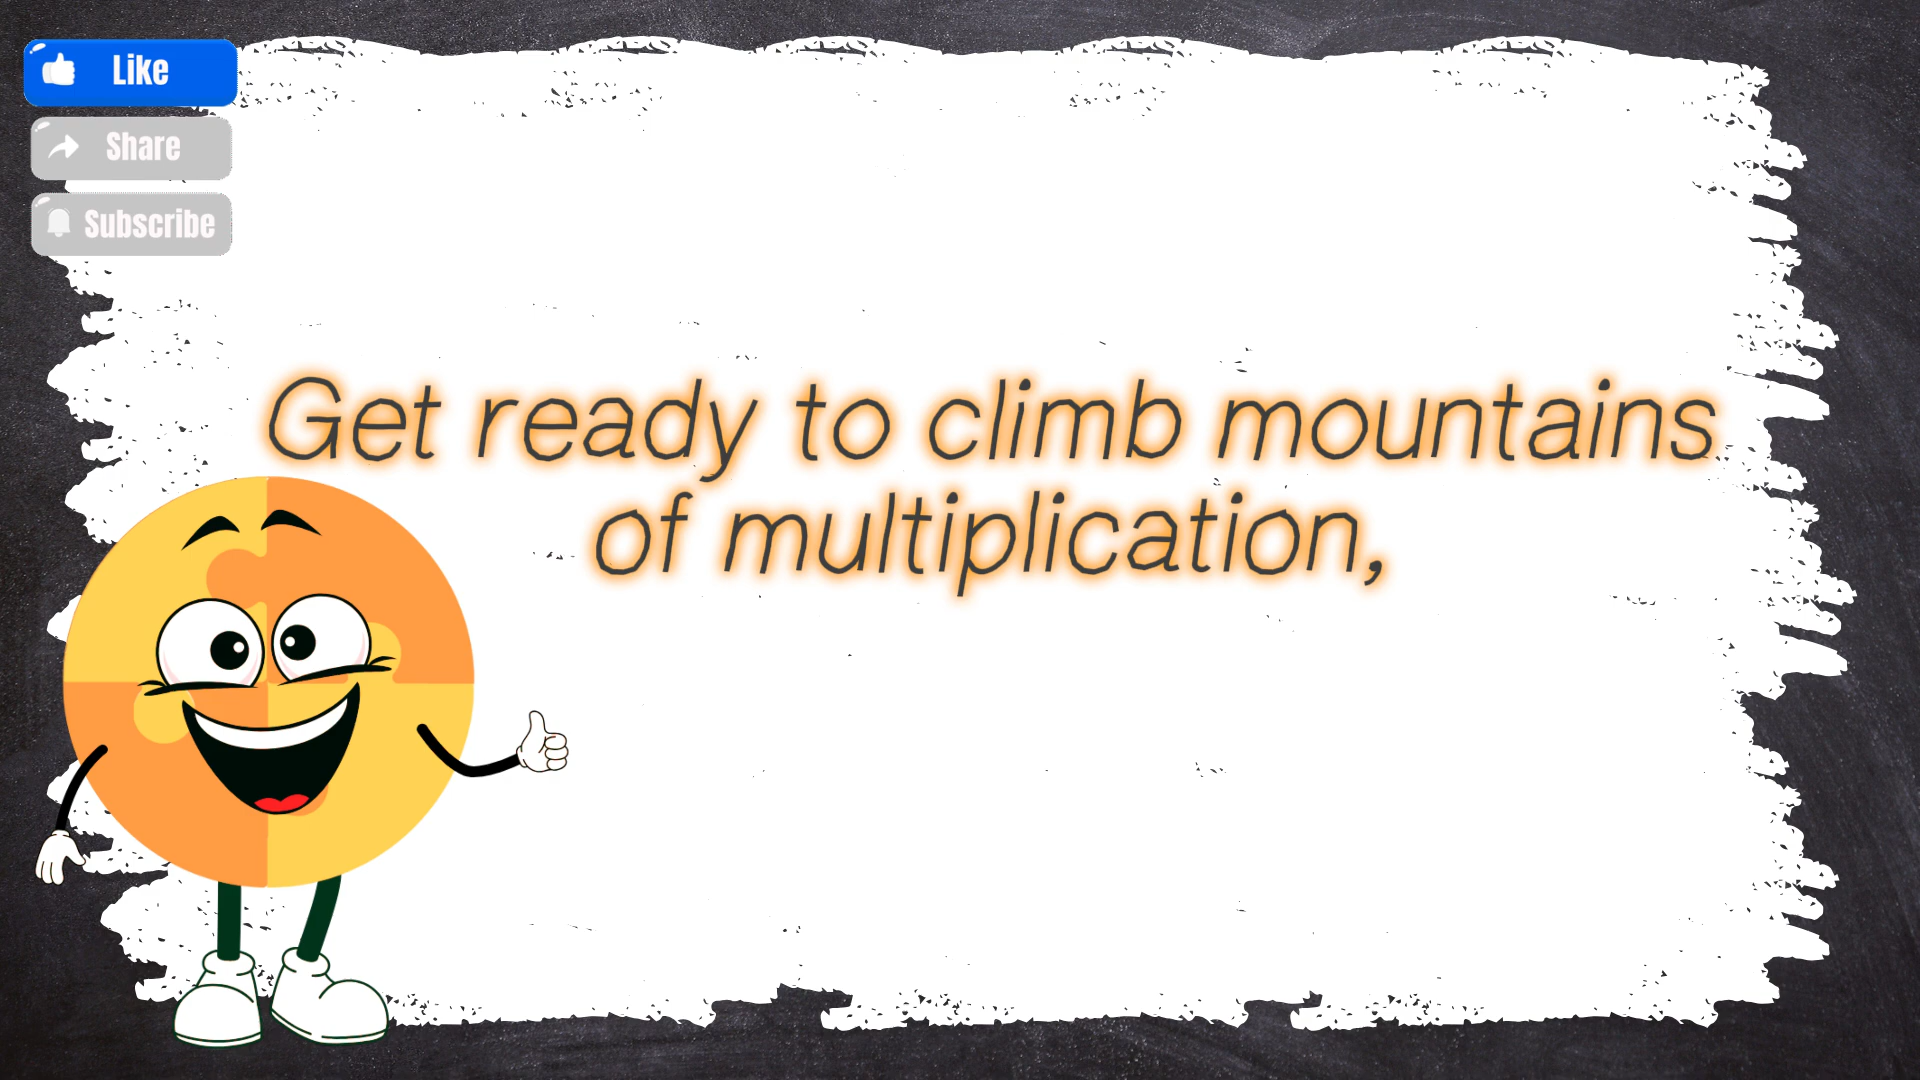 Like
Share
Subscribe
Get ready to climb mountains
of multiplication,